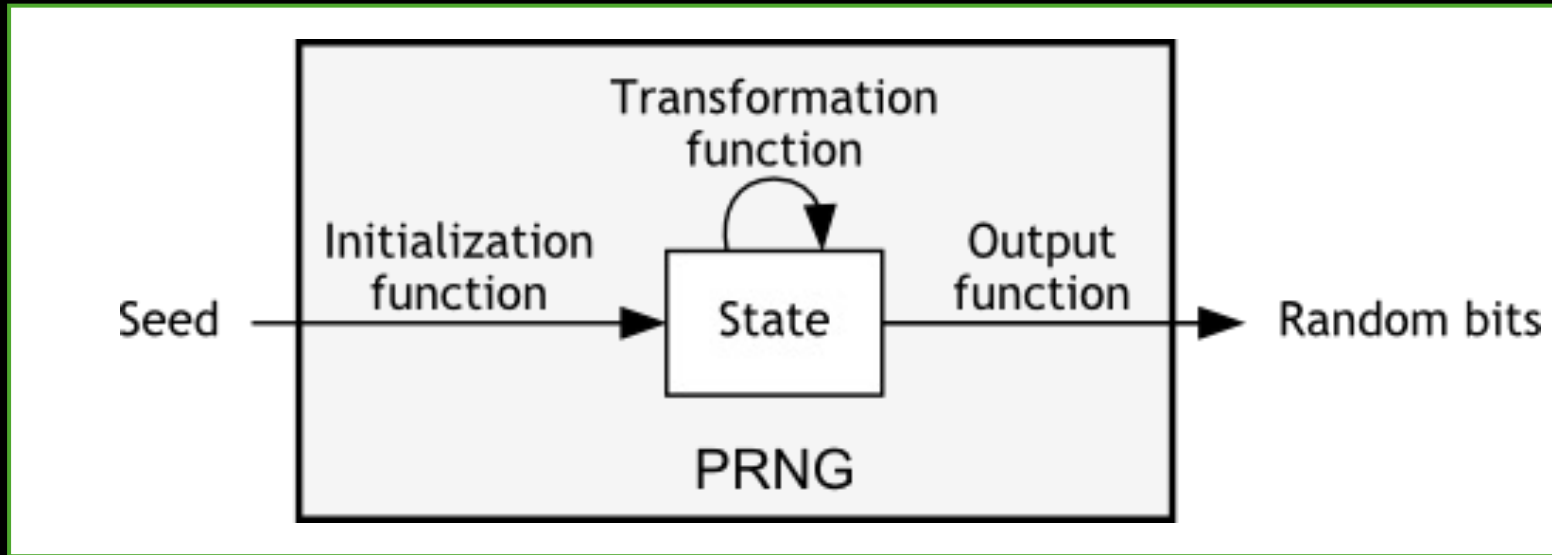 Transformation
function
Initialization
function
Output
function
Seed
State
Random bits
PRNG